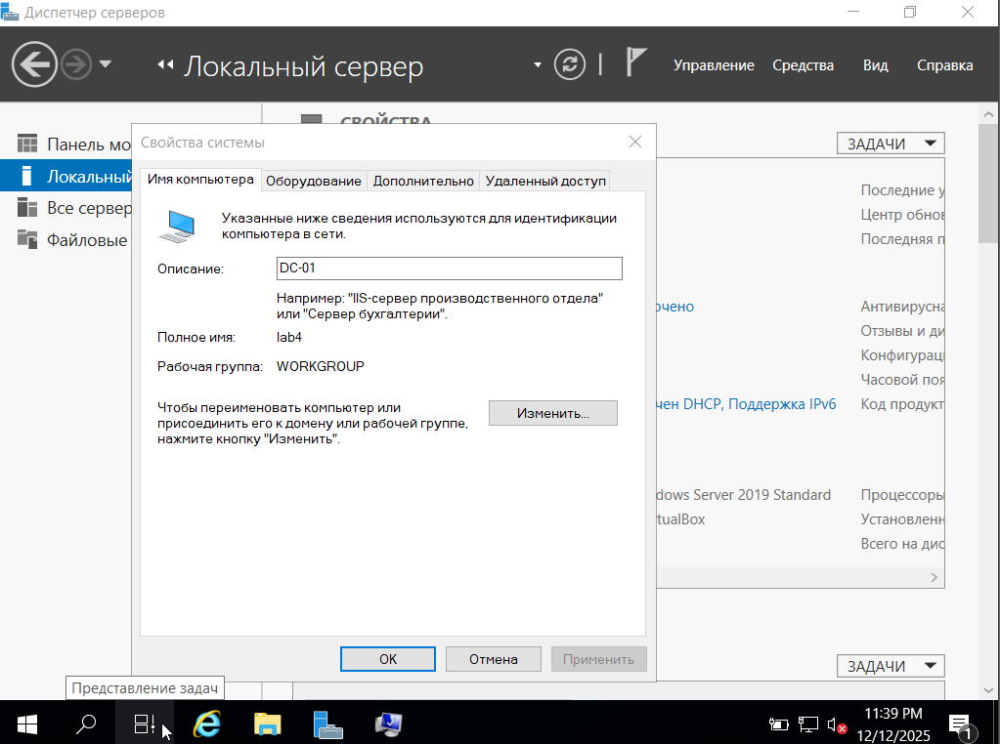 Диспетчер серверов
Локальный сервер
Управление Средства Вид Справка
СВОЙСТВА
ЗАДАЧИ
Панель мо
Локальный
Все сервер
Файловые
Свойства системы
Имя компьютера Оборудование Дополнительно Удаленный доступ
Указанные ниже сведения используются для идентификации
компьютера в сети.
Описание: DC-01
Например: "IIS-сервер производственного отдела"
или "Сервер бухгалтерии".
Полное имя: lab4
Рабочая группа: WORKGROUP
Чтобы переименовать компьютер или
присоединить его к домену или рабочей группе,
нажмите кнопку "Изменить".
Изменить...
OK Отмена Применить
Последние у
Центр обнов
Последняя п
очено Антивирусна
Отзывы и ди
Конфигурац
Часовой поя
чен DHCP, Поддержка IPv6 Код продукт
dows Server 2019 Standard Процессоры
tualBox Установленн
Всего на дис
ЗАДАЧИ
Представление задач
11:39 PM
12/12/2025
1